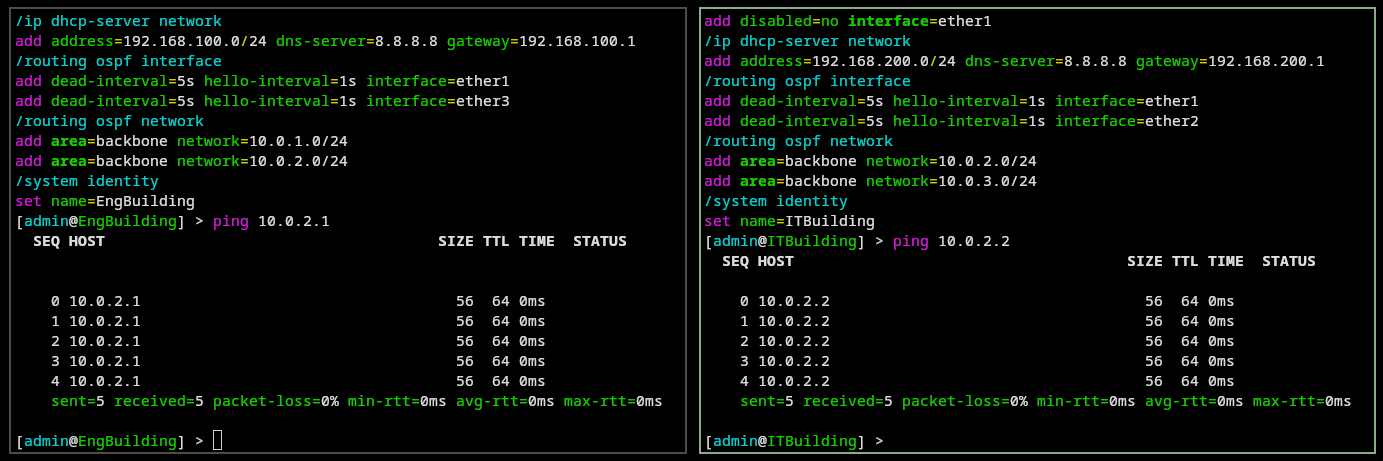 /ip dhcp-server network
add address=192.168.100.0/24 dns-server=8.8.8.8 gateway=192.168.100.1
/routing ospf interface
add dead-interval=5s hello-interval=1s interface=ether1
add dead-interval=5s hello-interval=1s interface=ether3
/routing ospf network
add area=backbone network=10.0.1.0/24
add area=backbone network=10.0.2.0/24
/system identity
set name=EngBuilding
[admin@EngBuilding] > ping 10.0.2.1
SEQ HOST SIZE TTL TIME STATUS
0 10.0.2.1 56 64 0ms
1 10.0.2.1 56 64 0ms
2 10.0.2.1 56 64 0ms
3 10.0.2.1 56 64 0ms
4 10.0.2.1 56 64 0ms
sent=5 received=5 packet-loss=0% min-rtt=0ms avg-rtt=0ms max-rtt=0ms
[admin@EngBuilding] >
add disabled=no interface=ether1
/ip dhcp-server network
add address=192.168.200.0/24 dns-server=8.8.8.8 gateway=192.168.200.1
/routing ospf interface
add dead-interval=5s hello-interval=1s interface=ether1
add dead-interval=5s hello-interval=1s interface=ether2
/routing ospf network
add area=backbone network=10.0.2.0/24
add area=backbone network=10.0.3.0/24
/system identity
set name=ITBuilding
[admin@ITBuilding] > ping 10.0.2.2
SEQ HOST SIZE TTL TIME STATUS
0 10.0.2.2 56 64 0ms
1 10.0.2.2 56 64 0ms
2 10.0.2.2 56 64 0ms
3 10.0.2.2 56 64 0ms
4 10.0.2.2 56 64 0ms
sent=5 received=5 packet-loss=0% min-rtt=0ms avg-rtt=0ms max-rtt=0ms
[admin@ITBuilding] >